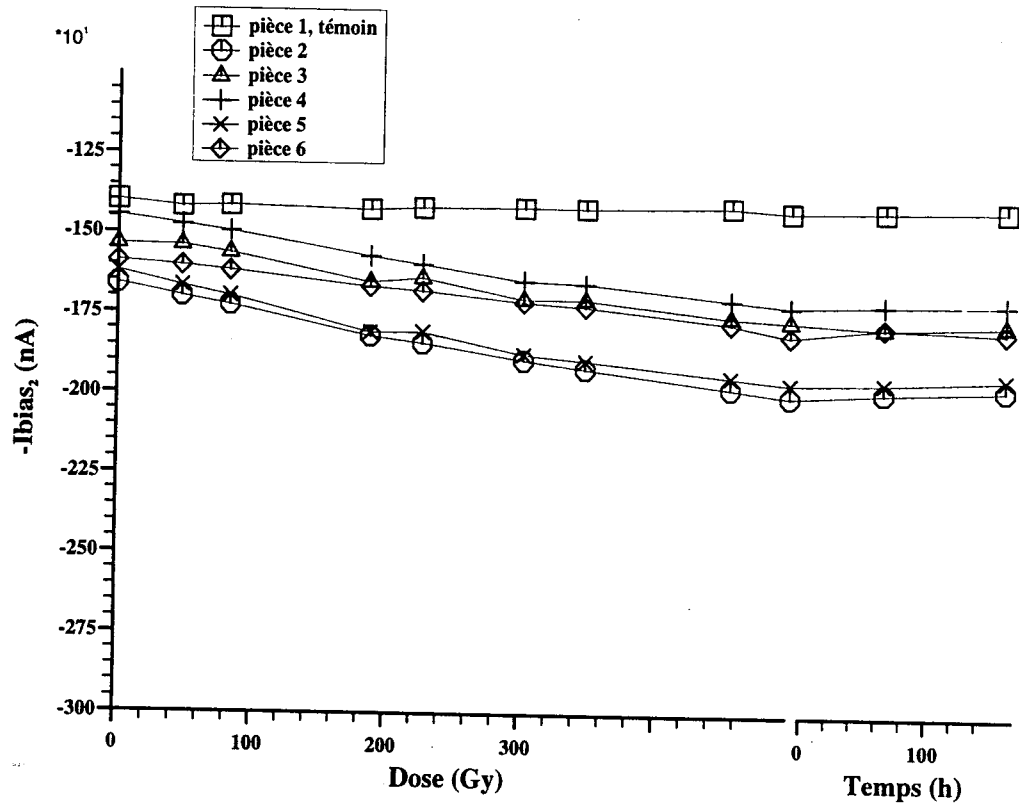 *10¹
pièce 1, témoin
pièce 2
pièce 3
pièce 4
pièce 5
pièce 6
-125
-150
-175
-200
-225
-250
-275
-300
-Ibias₂ (nA)
0 100 200 300 0 100
Dose (Gy) Temps (h)